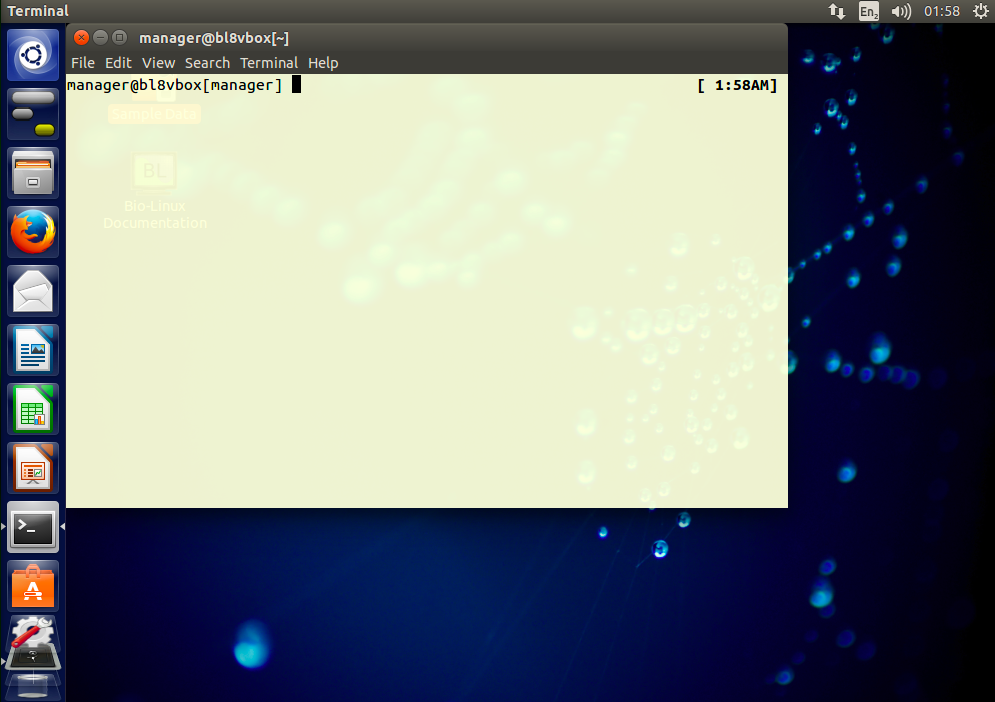 Terminal
En2
01:58
manager@bl8vbox[~]
File Edit View Search Terminal Help
manager@bl8vbox[manager]
[ 1:58AM]
Sample Data
BL
Bio-Linux
Documentation
>_
A